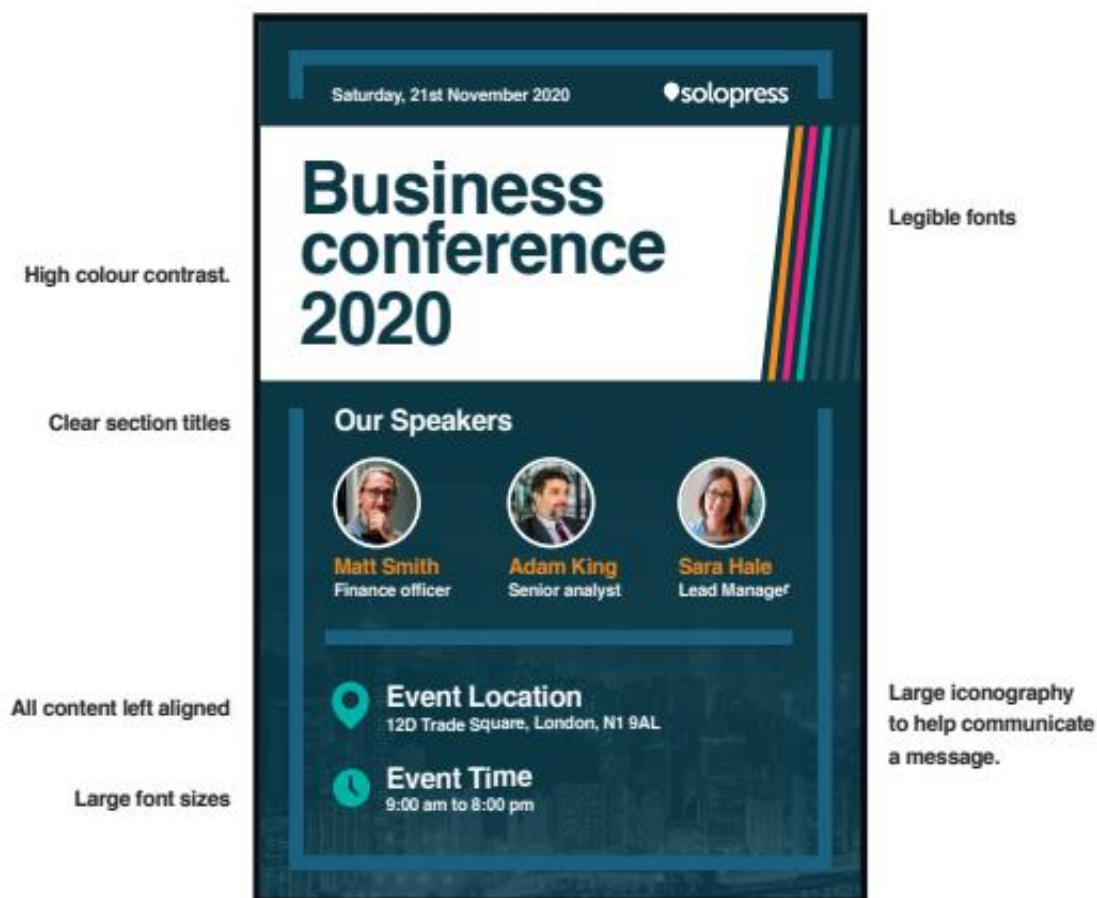 Saturday, 21st November 2020
solopress
Business
conference
2020
Legible fonts
High colour contrast.
Clear section titles
Our Speakers
Matt Smith
Finance officer
Adam King
Senior analyst
Sara Hale
Lead Manager
All content left aligned
Event Location
12D Trade Square, London, N1 9AL
Large iconography
to help communicate
a message.
Large font sizes
Event Time
9:00 am to 8:00 pm